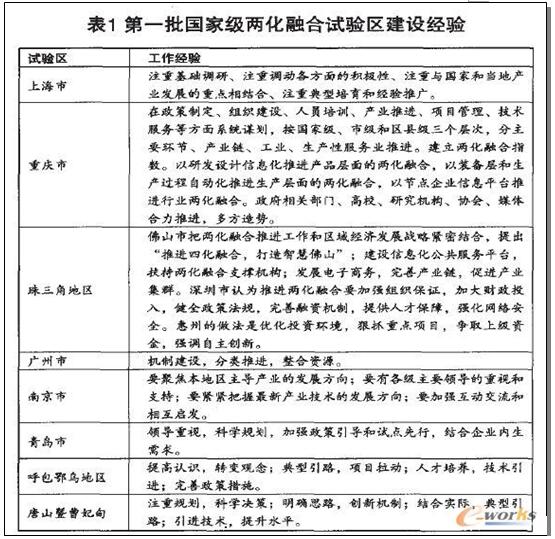 表1 第一批国家级两化融合试验区建设经验
试验区 工作经验
上海市 注重基础调研、注重调动各方面的积极性、注重与国家和当地产
业发展的重点相结合、注重典型培育和经验推广。
重庆市 在政策制定、组织建设、人员培训、产业推进、项目管理、技术
服务等方面系统谋划，按国家级、市级和区县级三个层次，分主
要环节、产业链、工业、生产性服务业推进。建立两化融合指
数。以研发设计信息化推进产品层面的两化融合，以装备层和生
产过程自动化推进生产层面的两化融合，以节点企业信息平台推
进行业两化融合。政府相关部门、高校、研究机构、协会、媒体
合力推进，多方造势。
珠三角地区 佛山市把两化融合推进工作和区域经济发展战略紧密结合，提出
“推进四化融合，打造智慧佛山”；建设信息化公共服务平台，
扶持两化融合支撑机构；发展电子商务，完善产业链，促进产业
集群。深圳市认为推进两化融合要加强组织保证，加大财政投
入，健全政策法规，完善融资机制，提供人才保障，强化网络安
全。惠州的做法是优化投资环境，狠抓重点项目，争取上级资
金，强调自主创新。
广州市 机制建设，分类推进，整合资源。
南京市 要聚焦本地区主导产业的发展方向；要有各级主要领导的重视和
支持；要紧紧把握最新产业技术的发展方向；要加强互动交流和
相互启发。
青岛市 领导重视，科学规划，加强政策引导和试点先行，结合企业内生
需求。
呼包鄂乌地区 提高认识，转变观念；典型引路，项目拉动；人才培养，技术引
进；完善政策措施。
唐山暨曹妃甸 注重规划，科学决策；明确思路，创新机制；结合实际，典型引
路；引进技术，提升水平。
e-works